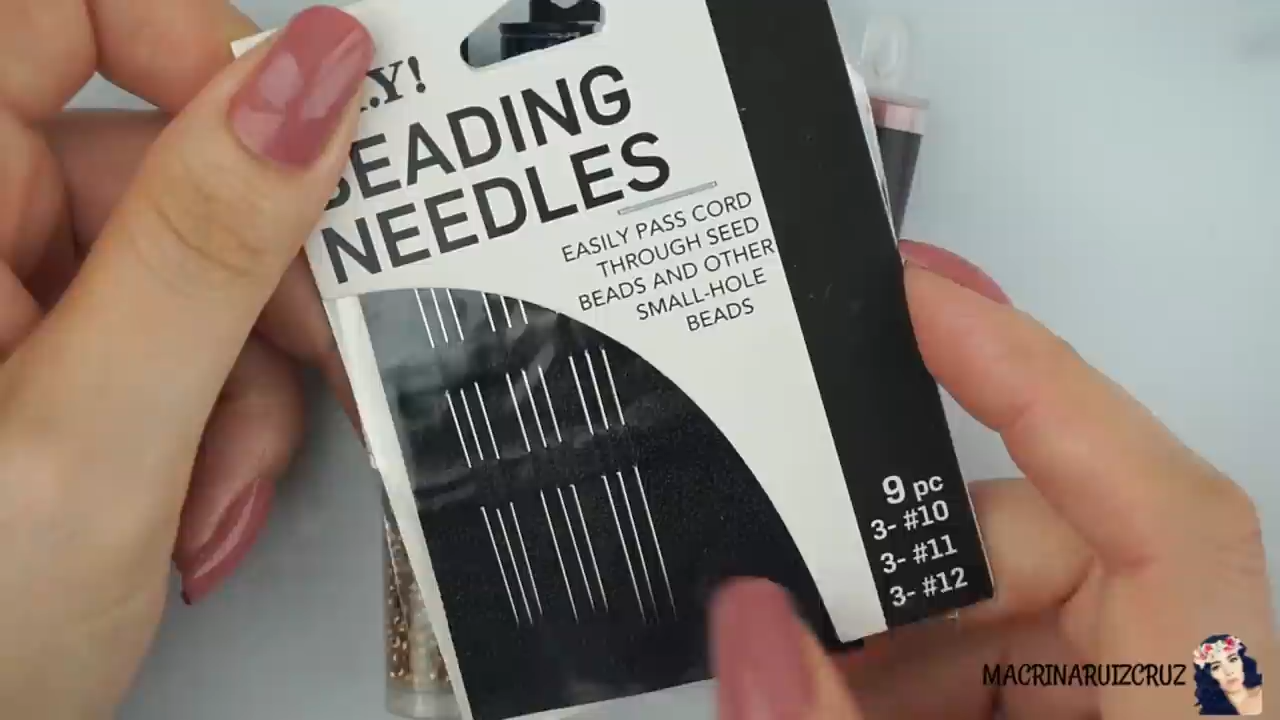 .Y!
BEADING
NEEDLES
EASILY PASS CORD
THROUGH SEED
BEADS AND OTHER
SMALL-HOLE
BEADS
9 pc
3- #10
3- #11
3- #12
MACRINARUIZCRUZ